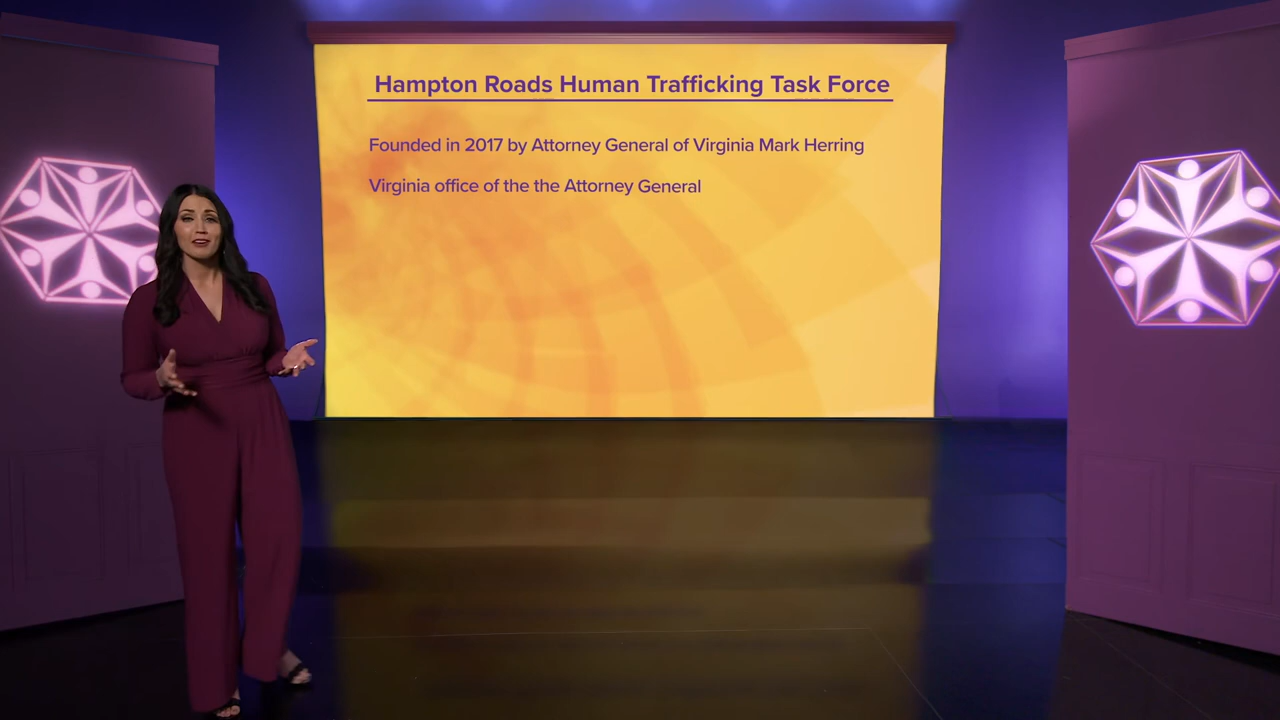 Hampton Roads Human Trafficking Task Force
Founded in 2017 by Attorney General of Virginia Mark Herring
Virginia office of the the Attorney General